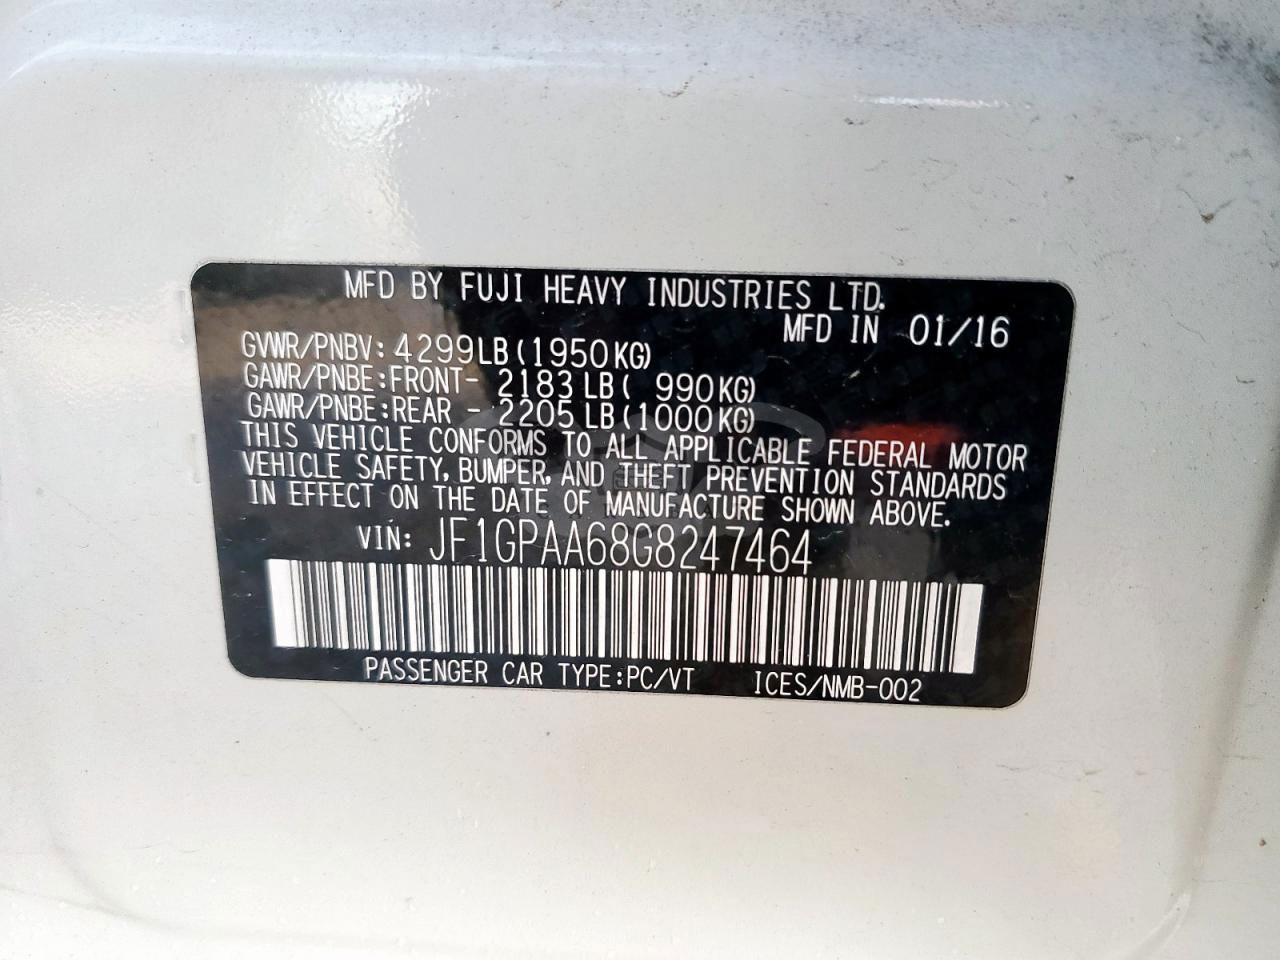 MFD BY FUJI HEAVY INDUSTRIES LTD.
MFD IN 01/16
GVWR/PNBV: 4299LB(1950KG)
GAWR/PNBE:FRONT- 2183 LB( 990KG)
GAWR/PNBE:REAR - 2205 LB(1000KG)
THIS VEHICLE CONFORMS TO ALL APPLICABLE FEDERAL MOTOR
VEHICLE SAFETY, BUMPER, AND THEFT PREVENTION STANDARDS
IN EFFECT ON THE DATE OF MANUFACTURE SHOWN ABOVE.
VIN: JF1GPAA68G8247464
PASSENGER CAR TYPE:PC/VT ICES/NMB-002